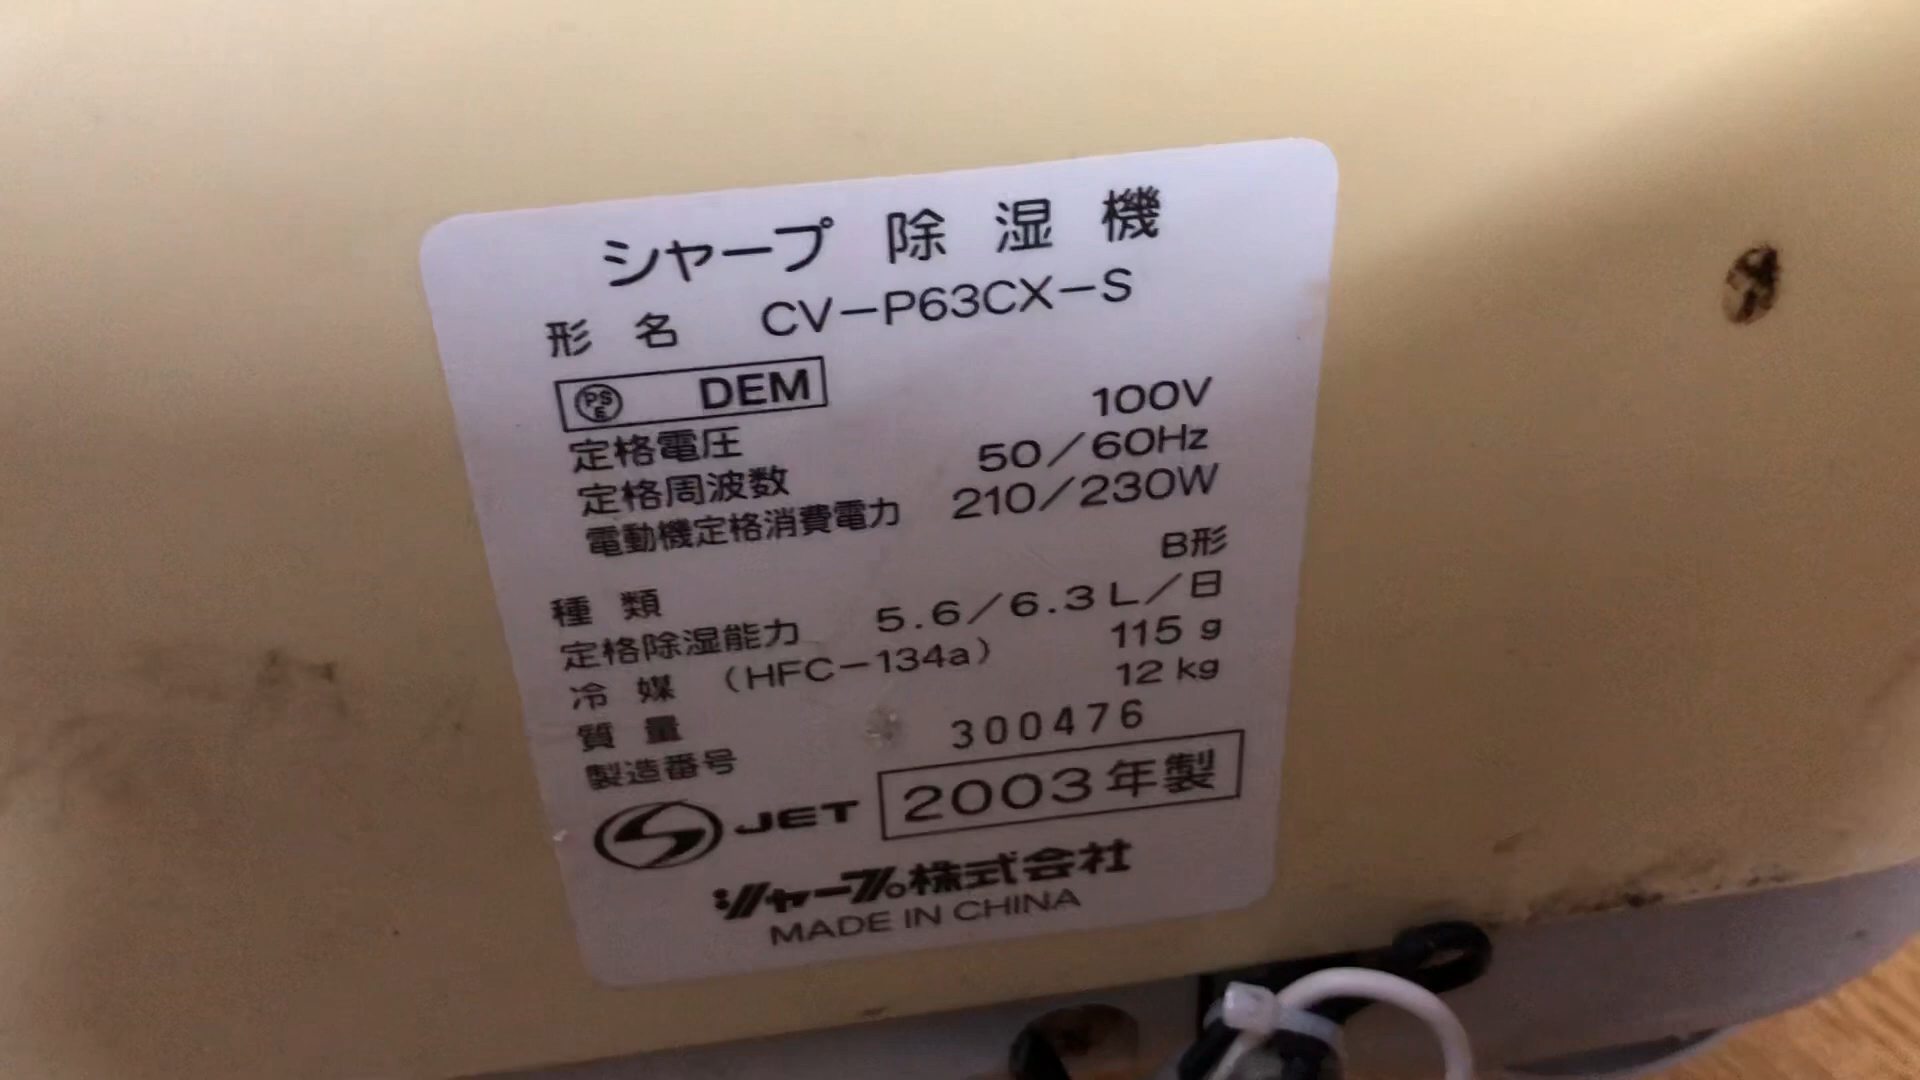 シャープ 除湿機
形名 CV-P63CX-S
PSE DEM
定格電圧 100V
定格周波数 50/60Hz
電動機定格消費電力 210/230W
種類 B形
定格除湿能力 5.6/6.3L/日
冷媒 (HFC-134a) 115g
質量 12kg
製造番号 300476
JET 2003年製
シャープ株式会社
MADE IN CHINA